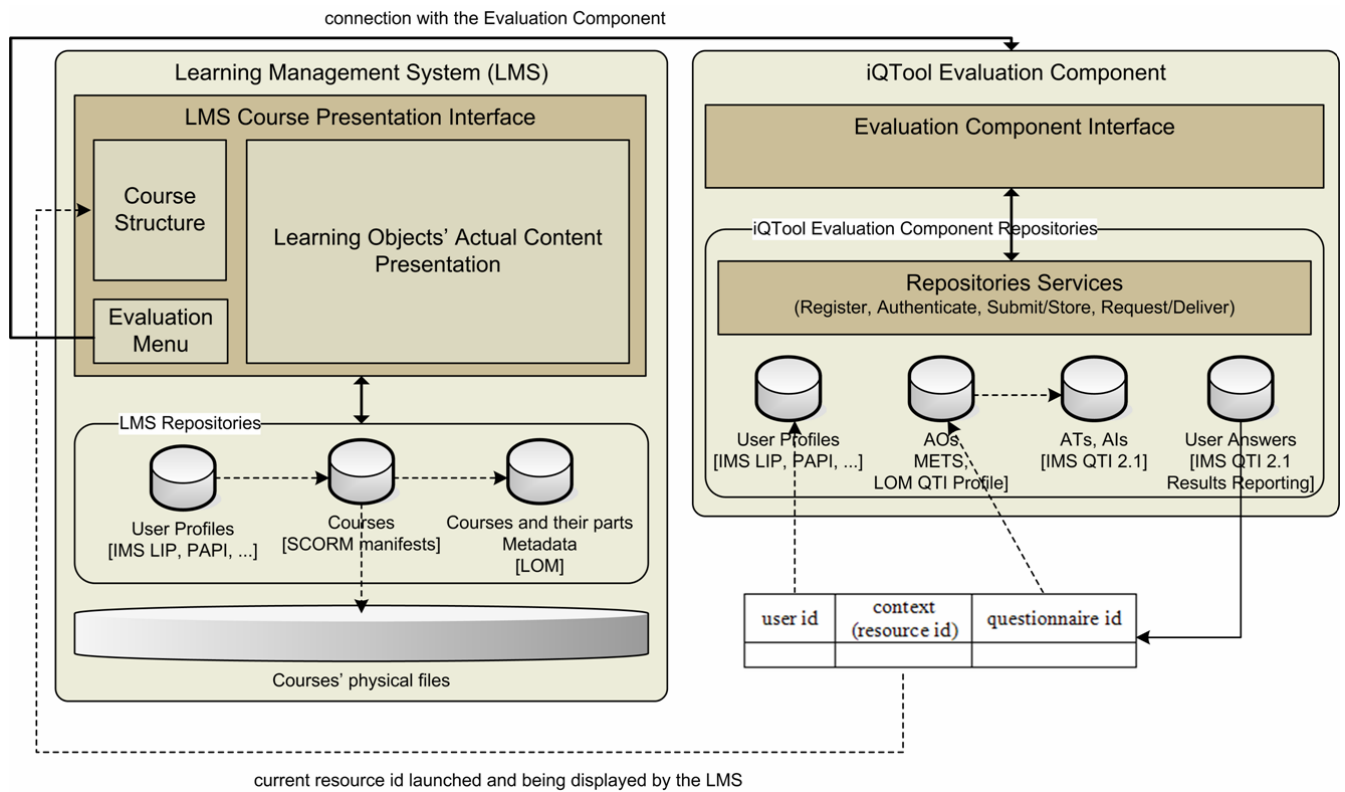 connection with the Evaluation Component
Learning Management System (LMS)
LMS Course Presentation Interface
Course
Structure
Learning Objects’ Actual Content
Presentation
Evaluation
Menu
LMS Repositories
User Profiles
[IMS LIP, PAPI, ...]
Courses
[SCORM manifests]
Courses and their parts
Metadata
[LOM]
Courses’ physical files
iQTool Evaluation Component
Evaluation Component Interface
iQTool Evaluation Component Repositories
Repositories Services
(Register, Authenticate, Submit/Store, Request/Deliver)
User Profiles
[IMS LIP, PAPI, ...]
AOs
METS,
LOM QTI Profile]
ATs, AIs
[IMS QTI 2.1]
User Answers
[IMS QTI 2.1
Results Reporting]
user id
context
(resource id)
questionnaire id
current resource id launched and being displayed by the LMS